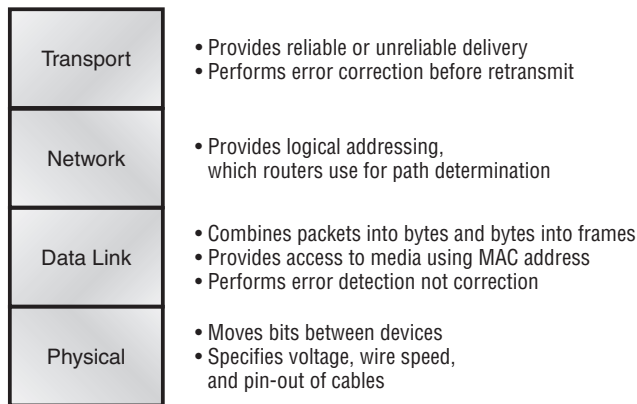 Transport
• Provides reliable or unreliable delivery
• Performs error correction before retransmit
Network
• Provides logical addressing,
which routers use for path determination
Data Link
• Combines packets into bytes and bytes into frames
• Provides access to media using MAC address
• Performs error detection not correction
Physical
• Moves bits between devices
• Specifies voltage, wire speed,
and pin-out of cables